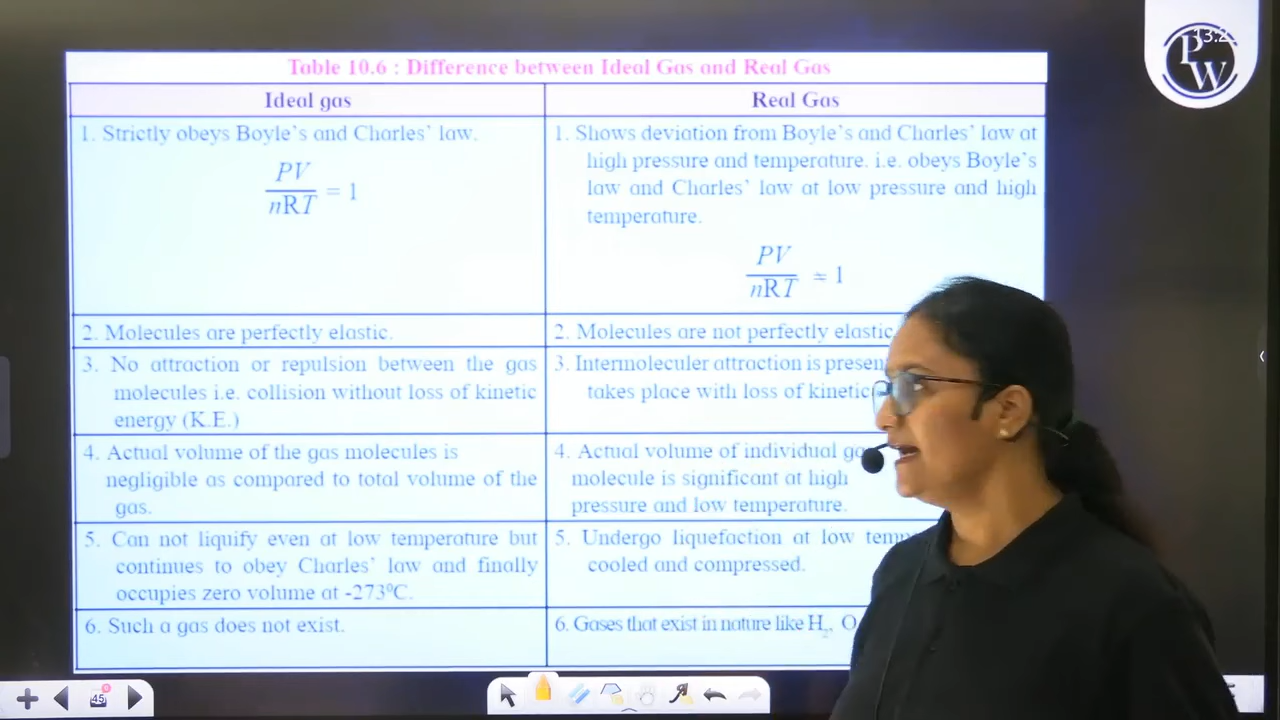 Table 10.6 : Difference between Ideal Gas and Real Gas
Ideal gas
Real Gas
1. Strictly obeys Boyle's and Charles' law.
PV
nRT = 1
1. Shows deviation from Boyle's and Charles' law at
high pressure and temperature. i.e. obeys Boyle's
law and Charles' law at low pressure and high
temperature.
PV
nRT ≈ 1
2. Molecules are perfectly elastic.
2. Molecules are not perfectly elastic
3. No attraction or repulsion between the gas
molecules i.e. collision without loss of kinetic
energy (K.E.)
3. Intermoleculer attraction is presen
takes place with loss of kinetic
4. Actual volume of the gas molecules is
negligible as compared to total volume of the
gas.
4. Actual volume of individual ga
molecule is significant at high
pressure and low temperature.
5. Can not liquify even at low temperature but
continues to obey Charles' law and finally
occupies zero volume at -273⁰C.
5. Undergo liquefaction at low temp
cooled and compressed.
6. Such a gas does not exist.
6. Gases that exist in nature like H₂, O
PW
45